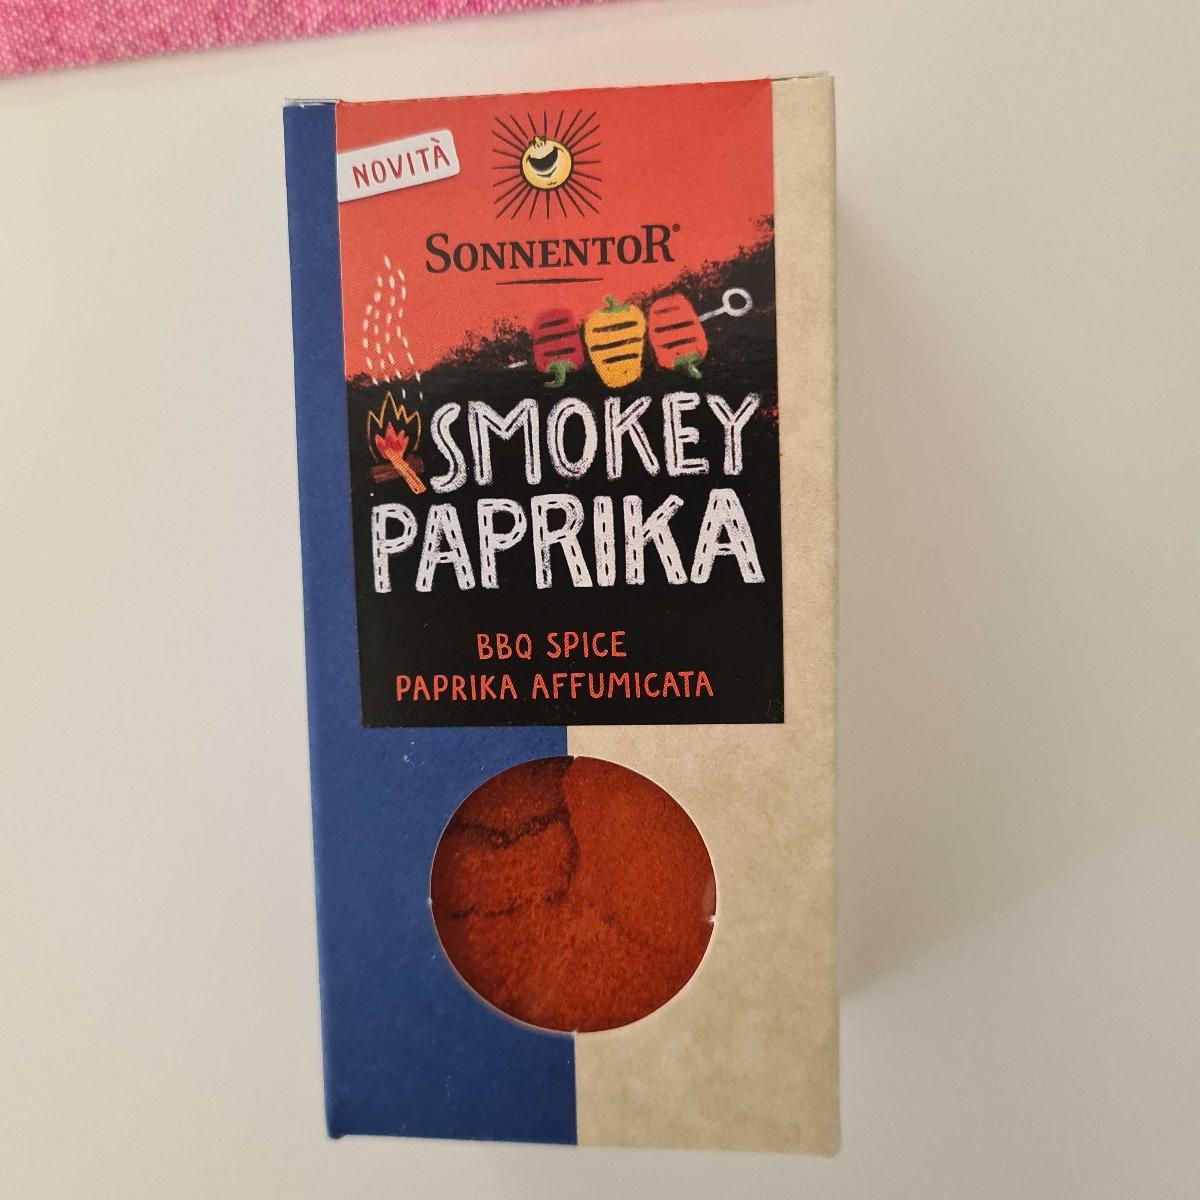 NOVITÀ
SONNENTOR®
SMOKEY
PAPRIKA
BBQ SPICE
PAPRIKA AFFUMICATA